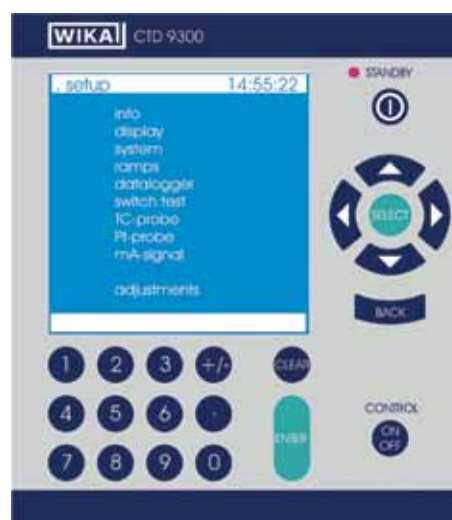 WIKA CTD 9300
. setup 14:55:22
info
display
system
ramps
datalogger
switch test
TC-probe
Pt-probe
mA-signal
adjustments
STANDBY
SELECT
BACK
1 2 3 +/- CLEAR
4 5 6 .
7 8 9 0
ENTER
CONTROL
ON
OFF